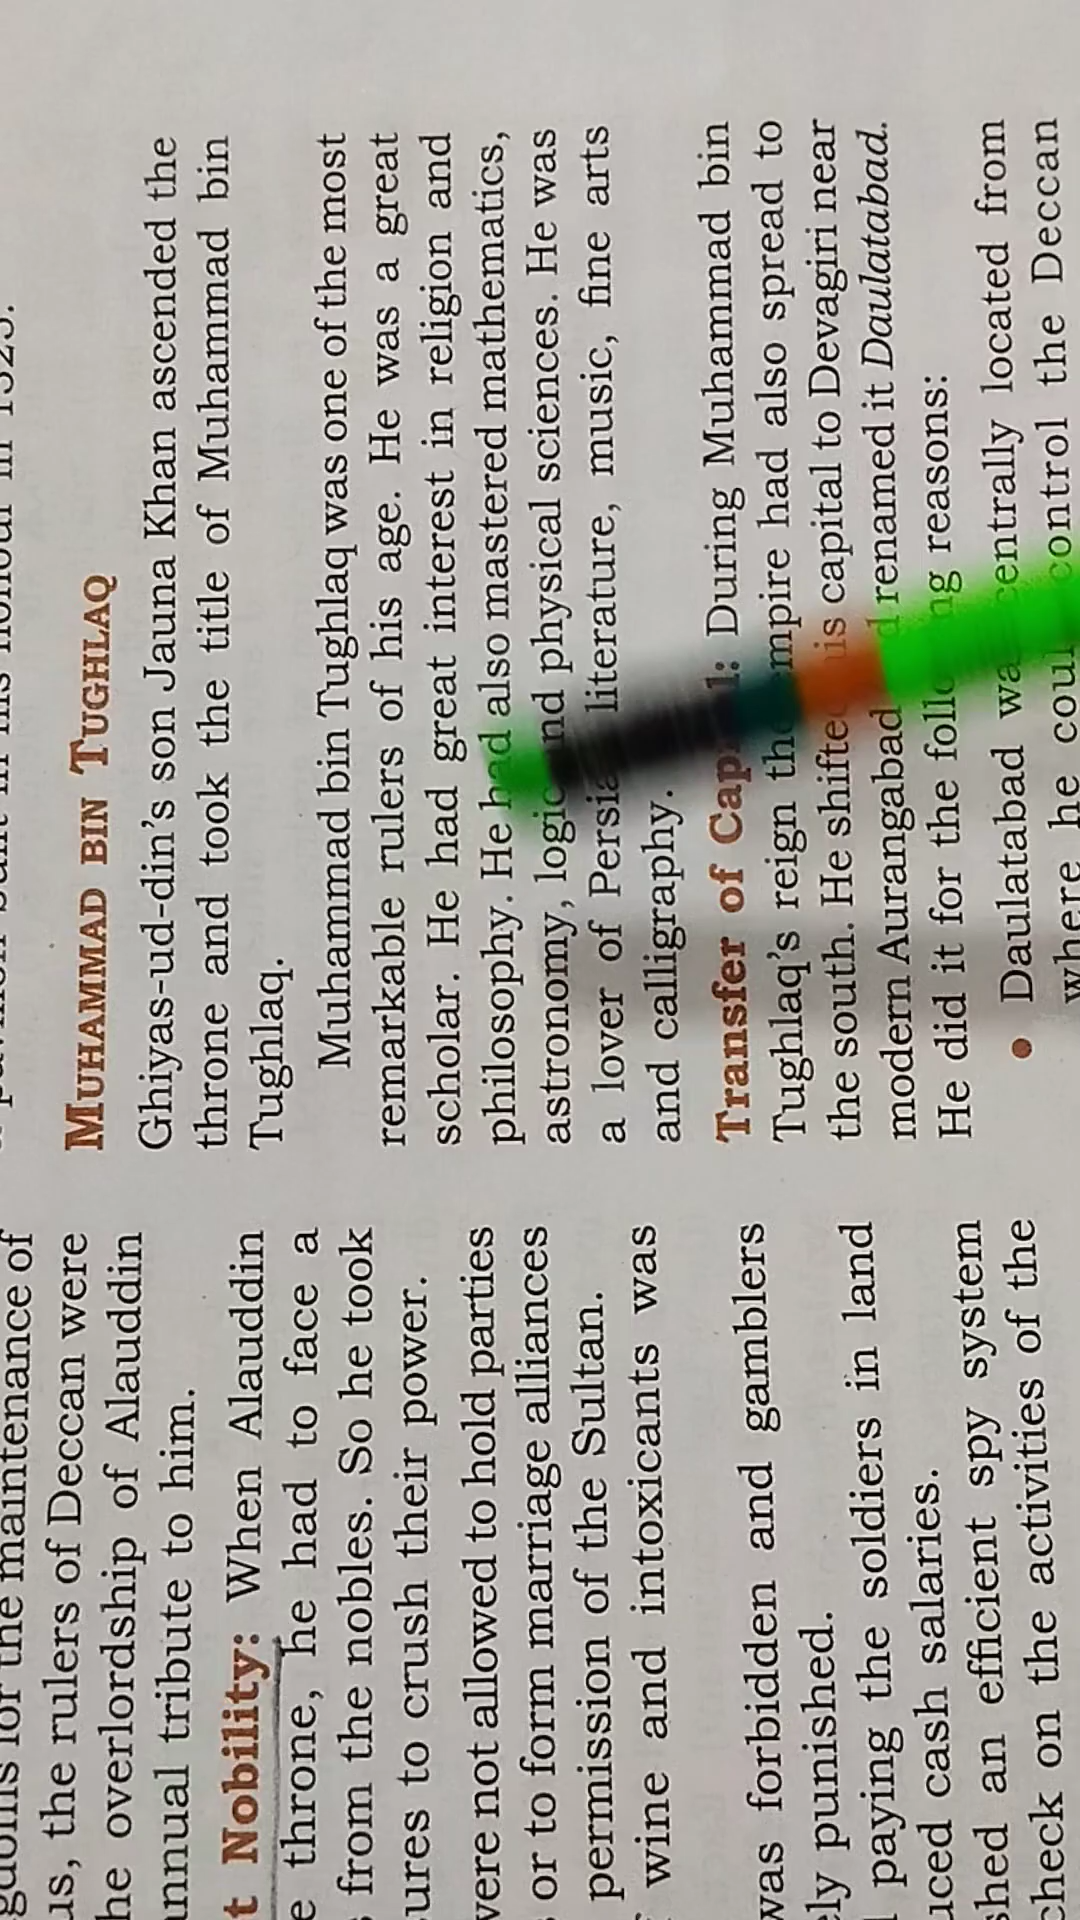 guoms for the maintenance of
us, the rulers of Deccan were
he overlordship of Alauddin
nnual tribute to him.
t Nobility: When Alauddin
e throne, he had to face a
from the nobles. So he took
ures to crush their power.
vere not allowed to hold parties
or to form marriage alliances
permission of the Sultan.
wine and intoxicants was
was forbidden and gamblers
ely punished.
paying the soldiers in land
uced cash salaries.
shed an efficient spy system
check on the activities of the
in his honour in 1325.
MUHAMMAD BIN TUGHLAQ
Ghiyas-ud-din's son Jauna Khan ascended the
throne and took the title of Muhammad bin
Tughlaq.
Muhammad bin Tughlaq was one of the most
remarkable rulers of his age. He was a great
scholar. He had great interest in religion and
philosophy. He had also mastered mathematics,
astronomy, logic and physical sciences. He was
a lover of Persian literature, music, fine arts
and calligraphy.
Transfer of Capital: During Muhammad bin
Tughlaq's reign the empire had also spread to
the south. He shifted his capital to Devagiri near
modern Aurangabad and renamed it Daulatabad.
He did it for the following reasons:
• Daulatabad was centrally located from
where he could control the Deccan